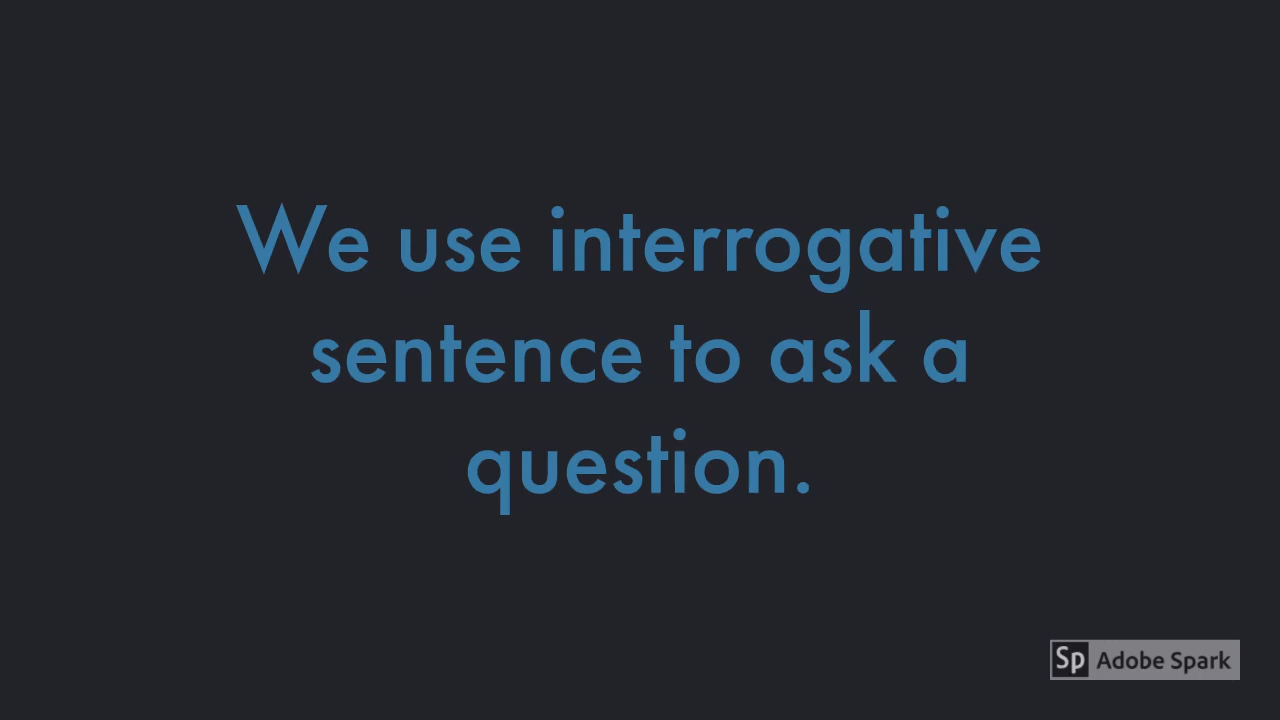 We use interrogative
sentence to ask a
question.
Sp Adobe Spark